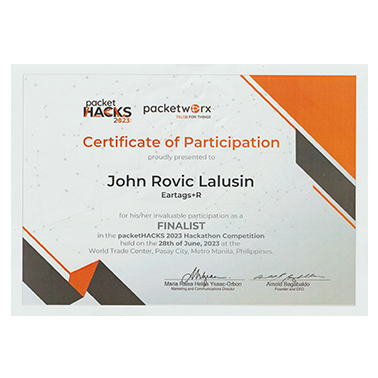 packet
HACKS
2023
packetworx
TELCO FOR THINGS
Certificate of Participation
proudly presented to
John Rovic Lalusin
Eartags+R
for his/her invaluable participation as a
FINALIST
in the packetHACKS 2023 Hackathon Competition
held on the 28th of June, 2023 at the
World Trade Center, Pasay City, Metro Manila, Philippines.
Maria Raisa Helga Ysaac-Orbon
Marketing and Communications Director
Arnold Bagabaldo
Founder and CEO